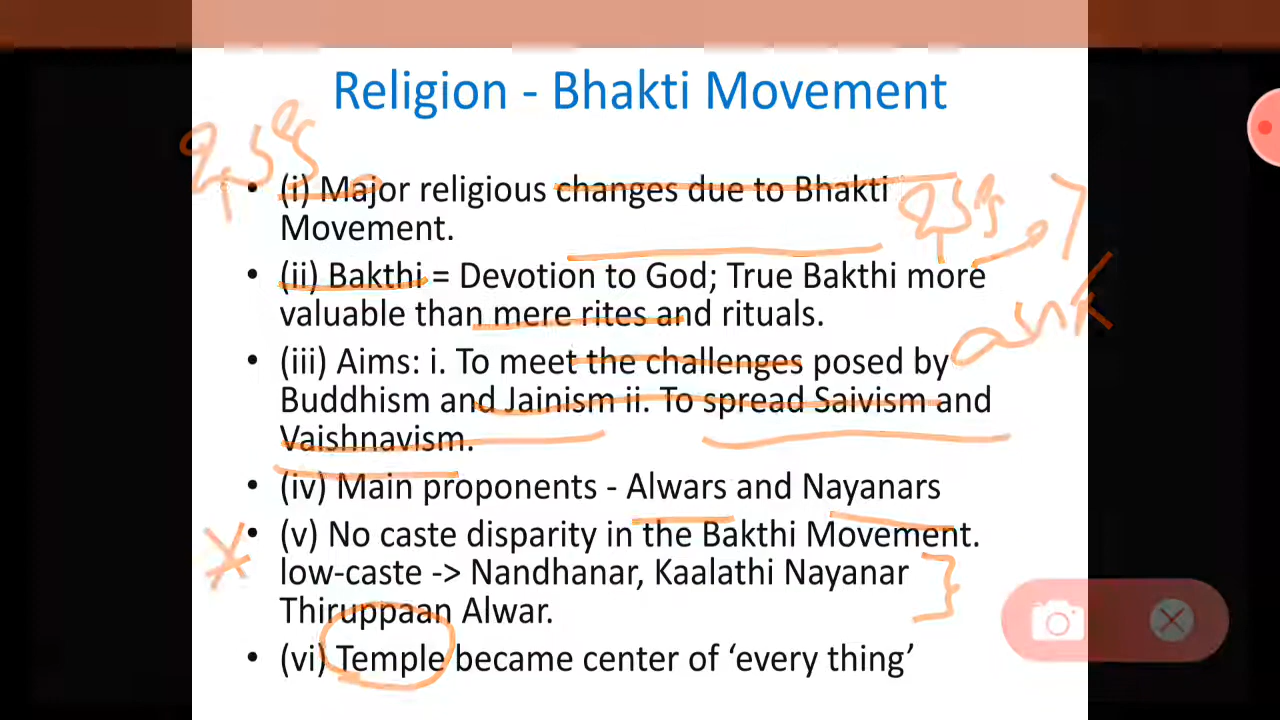 Religion - Bhakti Movement
• (i) Major religious changes due to Bhakti
Movement.
• (ii) Bakthi = Devotion to God; True Bakthi more
valuable than mere rites and rituals.
• (iii) Aims: i. To meet the challenges posed by
Buddhism and Jainism ii. To spread Saivism and
Vaishnavism.
• (iv) Main proponents - Alwars and Nayanars
• (v) No caste disparity in the Bakthi Movement.
low-caste -> Nandhanar, Kaalathi Nayanar
Thiruppaan Alwar.
• (vi) Temple became center of ‘every thing’